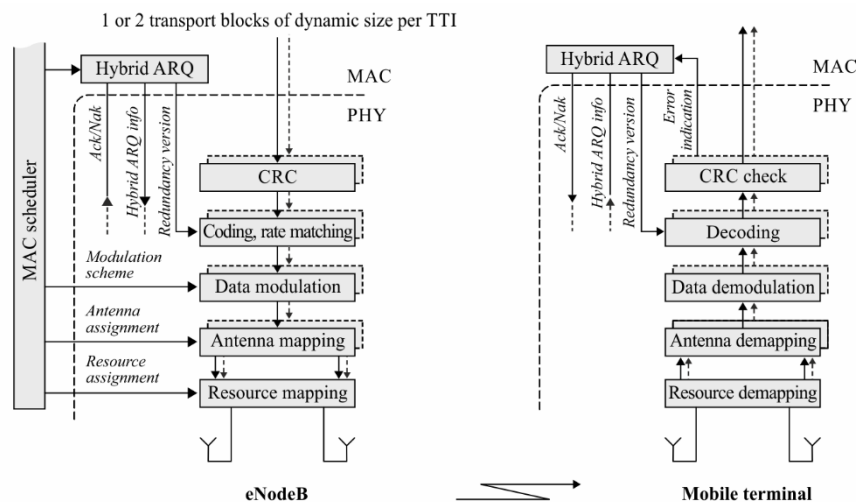 1 or 2 transport blocks of dynamic size per TTI
MAC scheduler
Hybrid ARQ
MAC
PHY
Ack/Nak
Hybrid ARQ info
Redundancy version
CRC
Coding, rate matching
Modulation
scheme
Data modulation
Antenna
assignment
Antenna mapping
Resource
assignment
Resource mapping
eNodeB
Hybrid ARQ
MAC
PHY
Ack/Nak
Hybrid ARQ info
Redundancy version
Error
indication
CRC check
Decoding
Data demodulation
Antenna demapping
Resource demapping
Mobile terminal